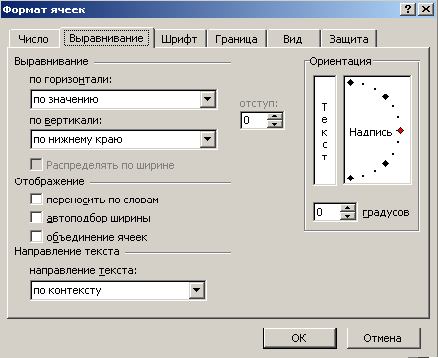 Формат ячеек
Число Выравнивание Шрифт Граница Вид Защита
Выравнивание
по горизонтали:
по значению
отступ:
по вертикали:
0
по нижнему краю
Распределять по ширине
Отображение
переносить по словам
автоподбор ширины
объединение ячеек
Направление текста
направление текста:
по контексту
Ориентация
Текст
Надпись
0 градусов
ОК Отмена